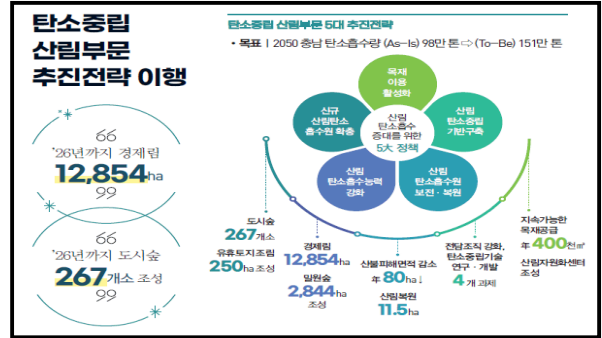 탄소중립
산림부문
추진전략 이행
“
'26년까지 경제림
12,854ha
”
“
'26년까지 도시숲
267개소 조성
”
탄소중립 산림부문 5대 추진전략
• 목표 | 2050 충남 탄소흡수량 (As-Is) 98만 톤 ⇨ (To-Be) 151만 톤
목재
이용
활성화
신규
산림탄소
흡수원 확충
산림
탄소중립
기반구축
산림
탄소흡수
증대를 위한
5大 정책
산림
탄소흡수능력
강화
산림
탄소흡수원
보전·복원
도시숲
267개소
유휴토지조림
250ha 조성
경제림
12,854ha
밀원숲
2,844ha
조성
산불피해면적 감소
年 80ha↓
산림복원
11.5ha
전담조직 강화,
탄소중립기술
연구·개발
4개 과제
지속가능한
목재공급
年 400천㎥
산림자원화센터
조성